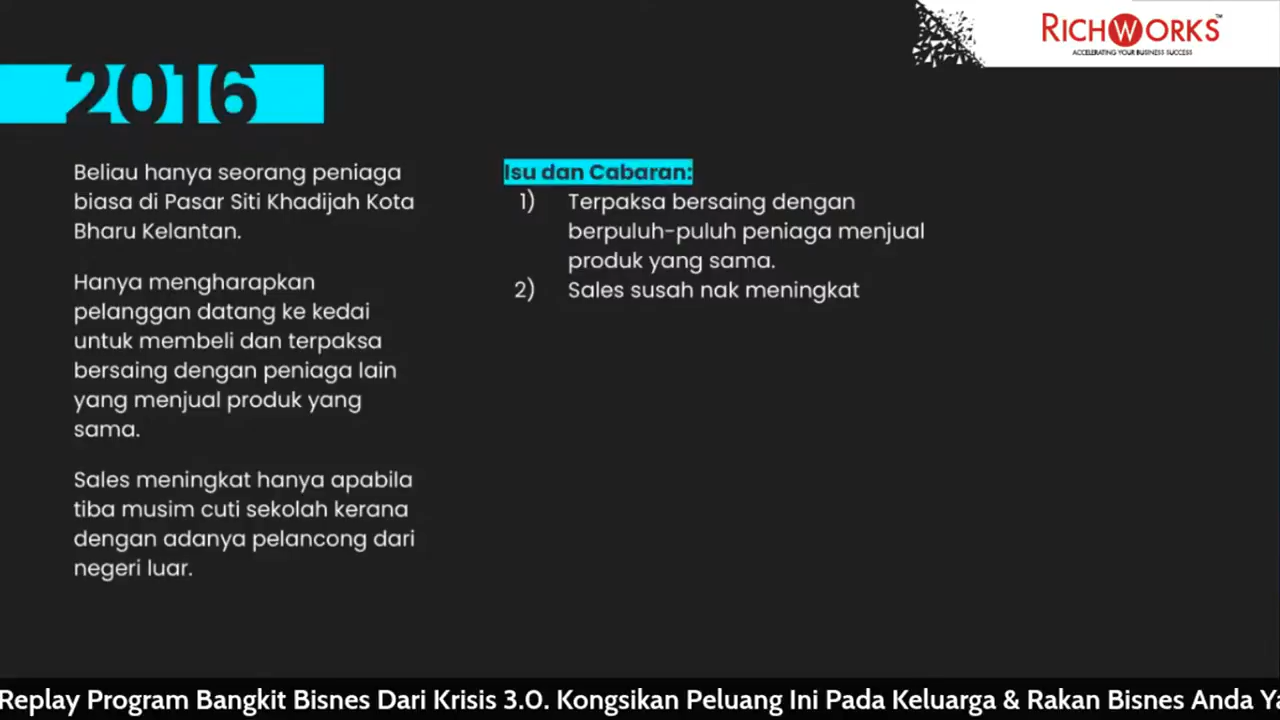 RICHWORKS™
ACCELERATING YOUR BUSINESS SUCCESS
2016
Beliau hanya seorang peniaga
biasa di Pasar Siti Khadijah Kota
Bharu Kelantan.
Hanya mengharapkan
pelanggan datang ke kedai
untuk membeli dan terpaksa
bersaing dengan peniaga lain
yang menjual produk yang
sama.
Sales meningkat hanya apabila
tiba musim cuti sekolah kerana
dengan adanya pelancong dari
negeri luar.
Isu dan Cabaran:
1) Terpaksa bersaing dengan
berpuluh-puluh peniaga menjual
produk yang sama.
2) Sales susah nak meningkat
Replay Program Bangkit Bisnes Dari Krisis 3.0. Kongsikan Peluang Ini Pada Keluarga & Rakan Bisnes Anda